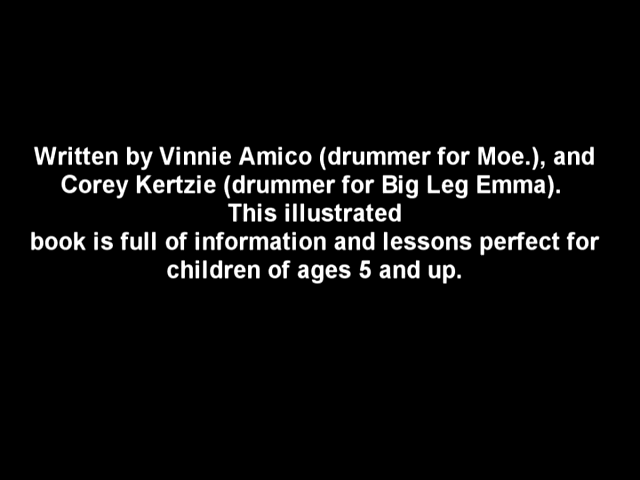 Written by Vinnie Amico (drummer for Moe.), and
Corey Kertzie (drummer for Big Leg Emma).
This illustrated
book is full of information and lessons perfect for
children of ages 5 and up.